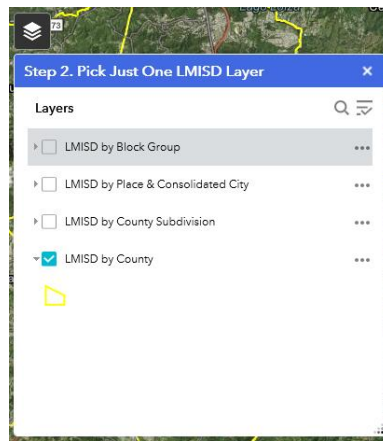 73
Step 2. Pick Just One LMISD Layer
Layers
LMISD by Block Group
LMISD by Place & Consolidated City
LMISD by County Subdivision
LMISD by County